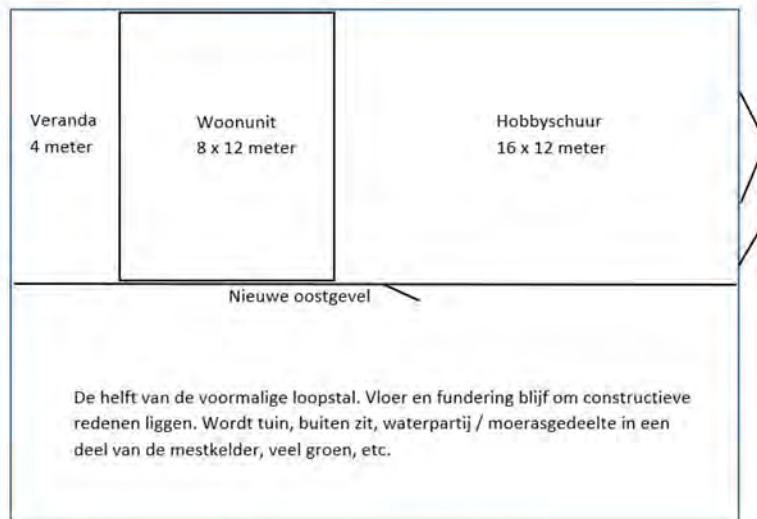 Veranda
4 meter
Woonunit
8 x 12 meter
Hobbyschuur
16 x 12 meter
Nieuwe oostgevel
De helft van de voormalige loopstal. Vloer en fundering blijf om constructieve
redenen liggen. Wordt tuin, buiten zit, waterpartij / moerasgedeelte in een
deel van de mestkelder, veel groen, etc.